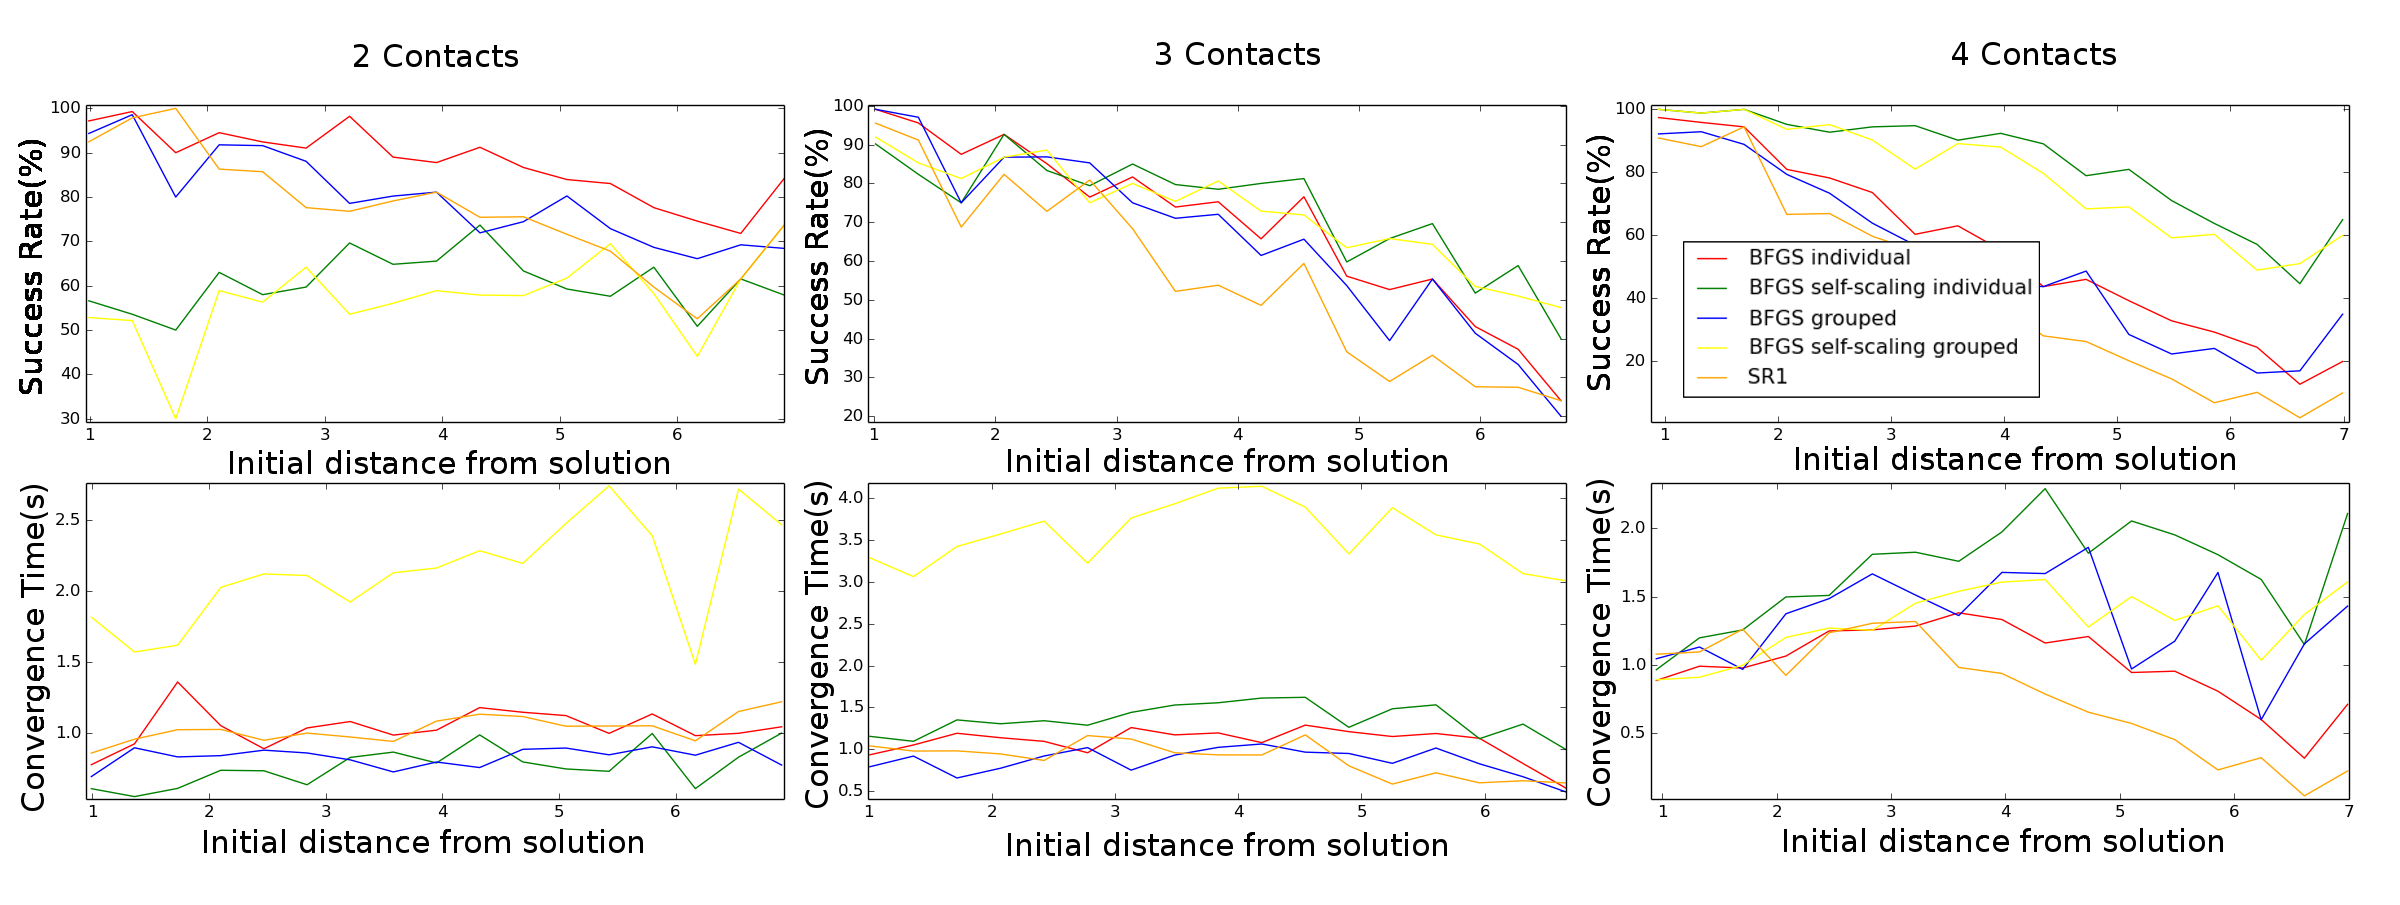 2 Contacts
3 Contacts
4 Contacts
Success Rate(%)
100
90
80
70
60
50
40
30
1 2 3 4 5 6
Initial distance from solution
Success Rate(%)
100
90
80
70
60
50
40
30
20
1 2 3 4 5 6
Initial distance from solution
Success Rate(%)
100
80
60
40
20
BFGS individual
BFGS self-scaling individual
BFGS grouped
BFGS self-scaling grouped
SR1
1 2 3 4 5 6 7
Initial distance from solution
Convergence Time(s)
2.5
2.0
1.5
1.0
1 2 3 4 5 6
Initial distance from solution
Convergence Time(s)
4.0
3.5
3.0
2.5
2.0
1.5
1.0
0.5
1 2 3 4 5 6
Initial distance from solution
Convergence Time(s)
2.0
1.5
1.0
0.5
1 2 3 4 5 6 7
Initial distance from solution